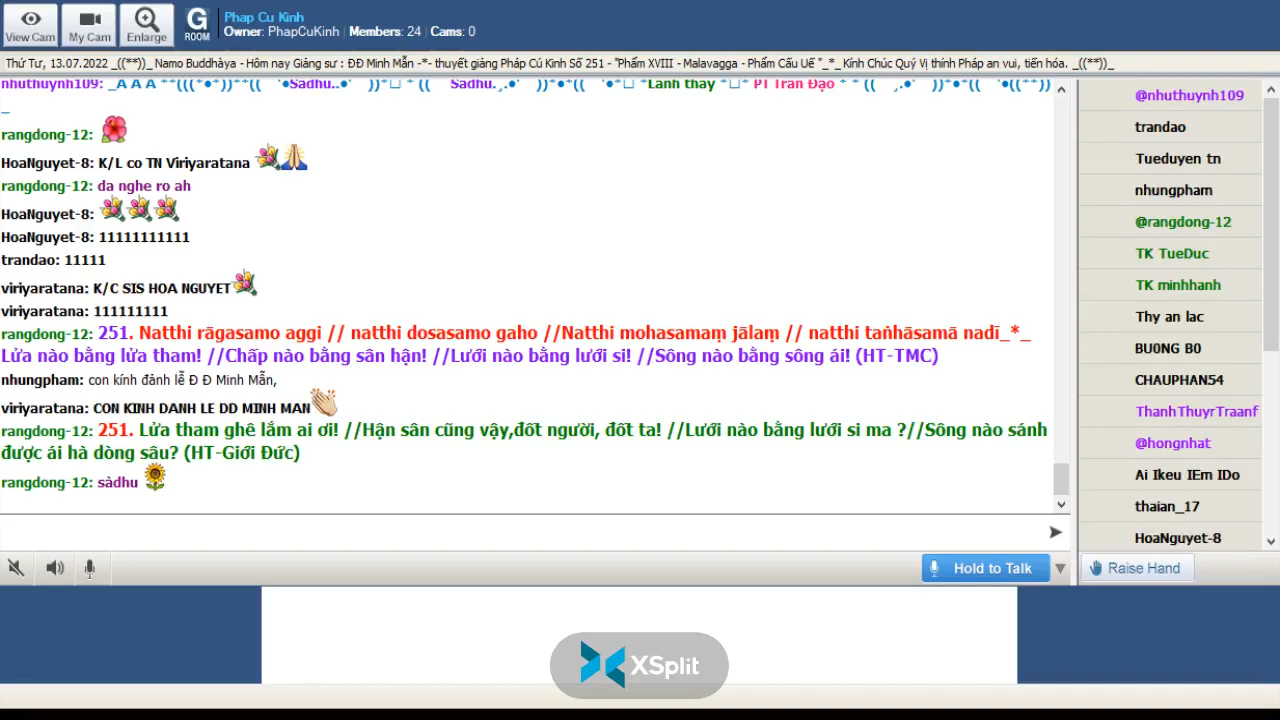 View Cam
My Cam
Enlarge
G
ROOM
Phap Cu Kinh
Owner: PhapCuKinh | Members: 24 | Cams: 0
Thứ Tư, 13.07.2022 _((**))_ Namo Buddhàya - Hôm nay Giảng sư : ĐĐ Minh Mẫn -*- thuyết giảng Pháp Cú Kinh Số 251 - "Phẩm XVIII - Malavagga - Phẩm Cấu Uế "_*_ Kính Chúc Quý Vị thính Pháp an vui, tiến hóa. _((**))_
nhuthuynh109:
rangdong-12:
HoaNguyet-8: K/L co TN Viriyaratana
rangdong-12: da nghe ro ah
HoaNguyet-8:
HoaNguyet-8: 11111111111
trandao: 11111
viriyaratana: K/C SIS HOA NGUYET
viriyaratana: 111111111
rangdong-12: 251. Natthi rāgasamo aggi // natthi dosasamo gaho //Natthi mohasamaṃ jālaṃ // natthi taṅhāsamā nadī_*_
Lửa nào bằng lửa tham! //Chấp nào bằng sân hận! //Lưới nào bằng lưới si! //Sông nào bằng sông ái! (HT-TMC)
nhungpham: con kính đảnh lễ Đ Đ Minh Mẫn,
viriyaratana: CON KINH DANH LE DD MINH MAN
rangdong-12: 251. Lửa tham ghê lắm ai ơi! //Hận sân cũng vậy,đốt người, đốt ta! //Lưới nào bằng lưới si ma ?//Sông nào sánh
được ái hà dòng sâu? (HT-Giới Đức)
rangdong-12: sàdhu
Hold to Talk
@nhuthuynh109
trandao
Tueduyen tn
nhungpham
@rangdong-12
TK TueDuc
TK minhhanh
Thy an lac
BU0NG B0
CHAUPHAN54
ThanhThuyrTraanf
@hongnhat
Ai Ikeu IEm IDo
thaian_17
HoaNguyet-8
Raise Hand
XSplit